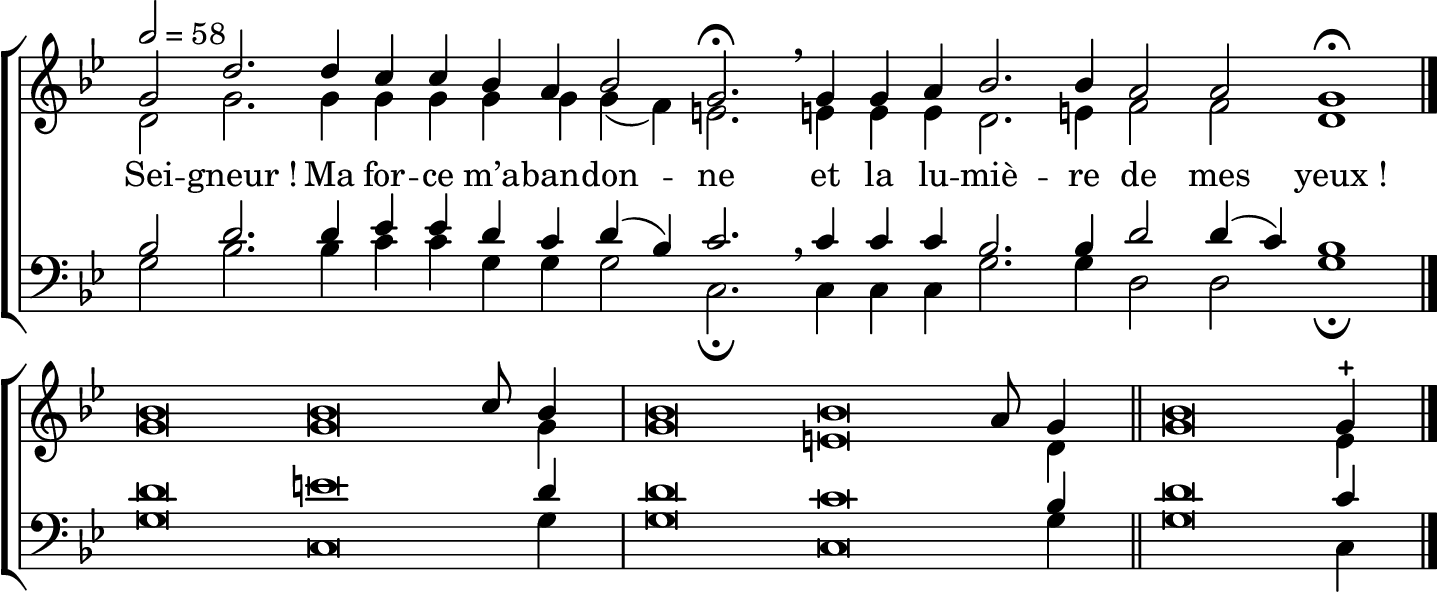 = 58
Sei -- gneur ! Ma for -- ce m’abandon -- ne et la lu -- miè -- re de mes yeux !